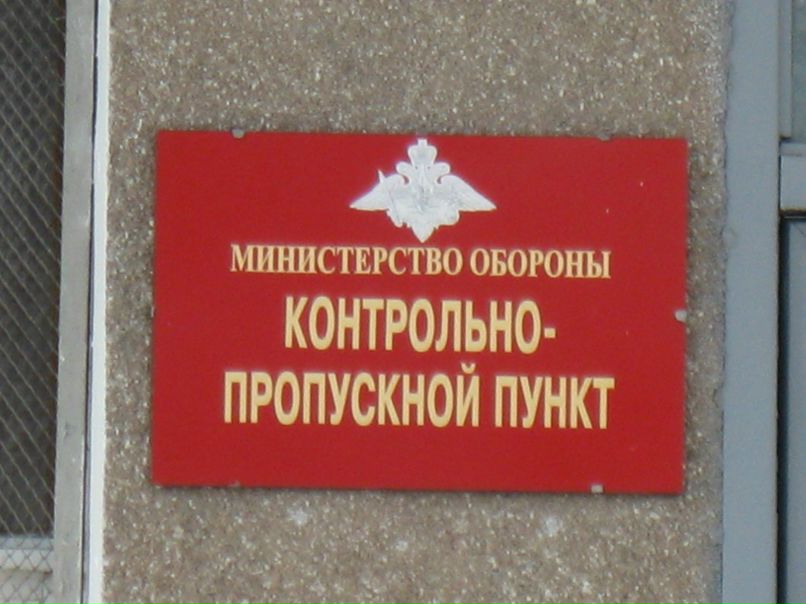 МИНИСТЕРСТВО ОБОРОНЫ
КОНТРОЛЬНО-
ПРОПУСКНОЙ ПУНКТ